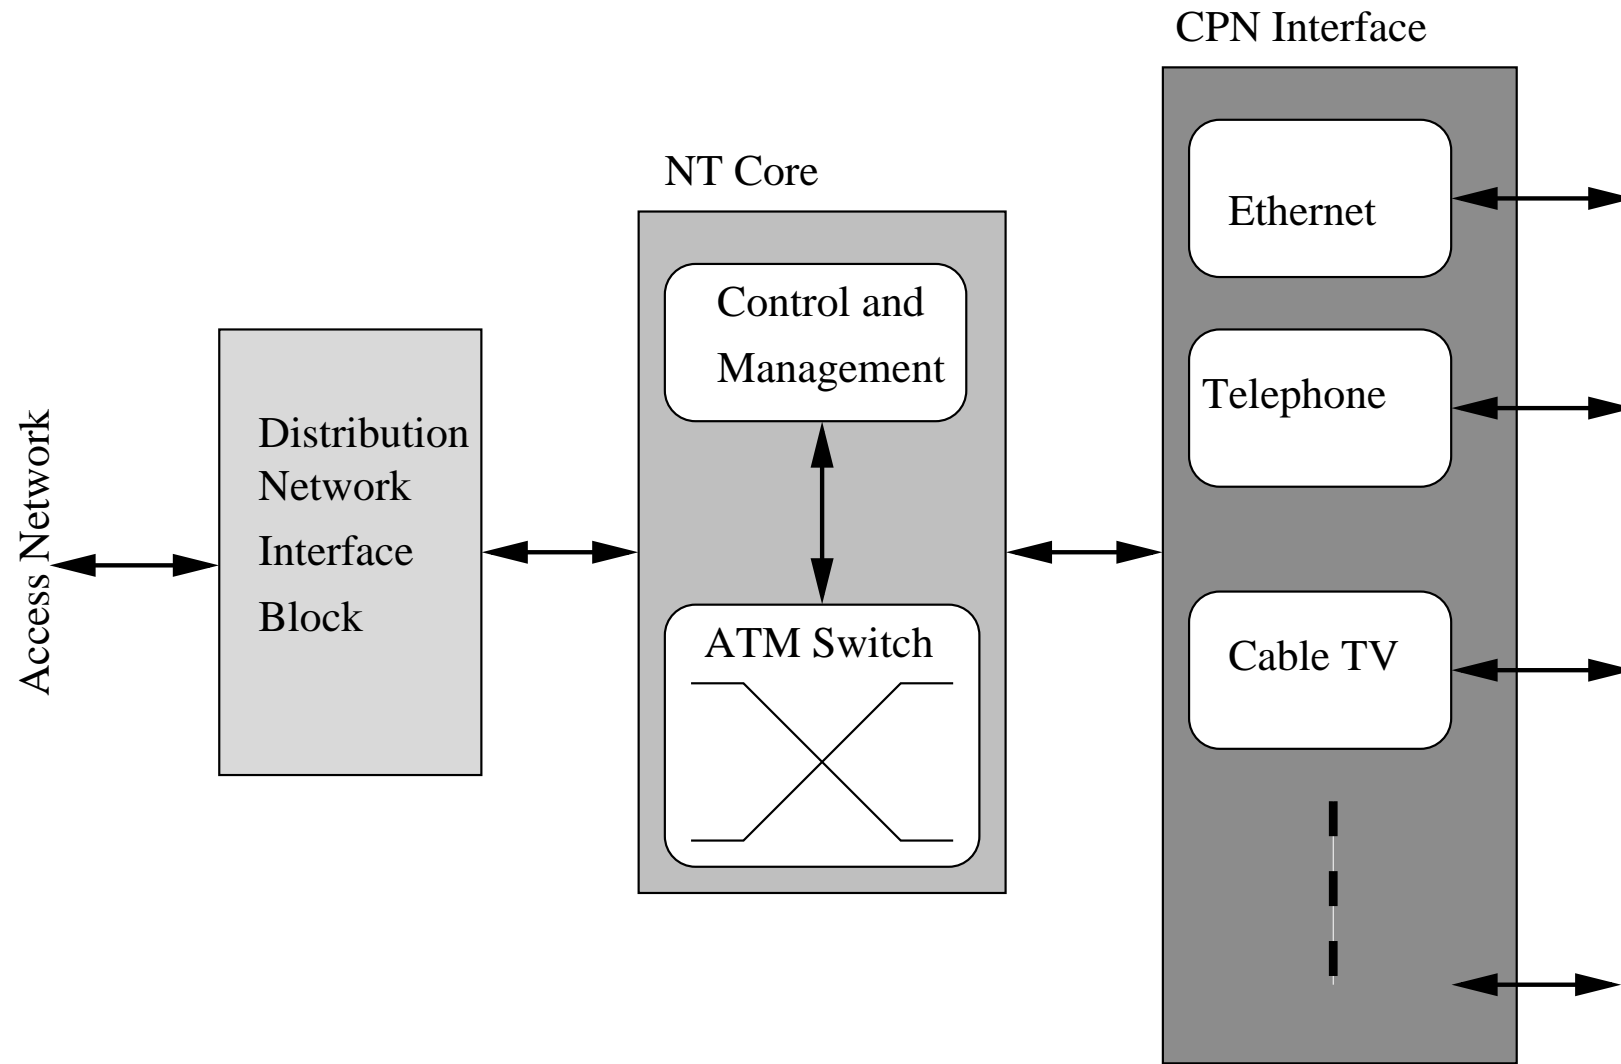 CPN Interface
NT Core
Ethernet
Control and
Management
Telephone
Distribution
Network
Interface
Block
Access Network
ATM Switch
Cable TV